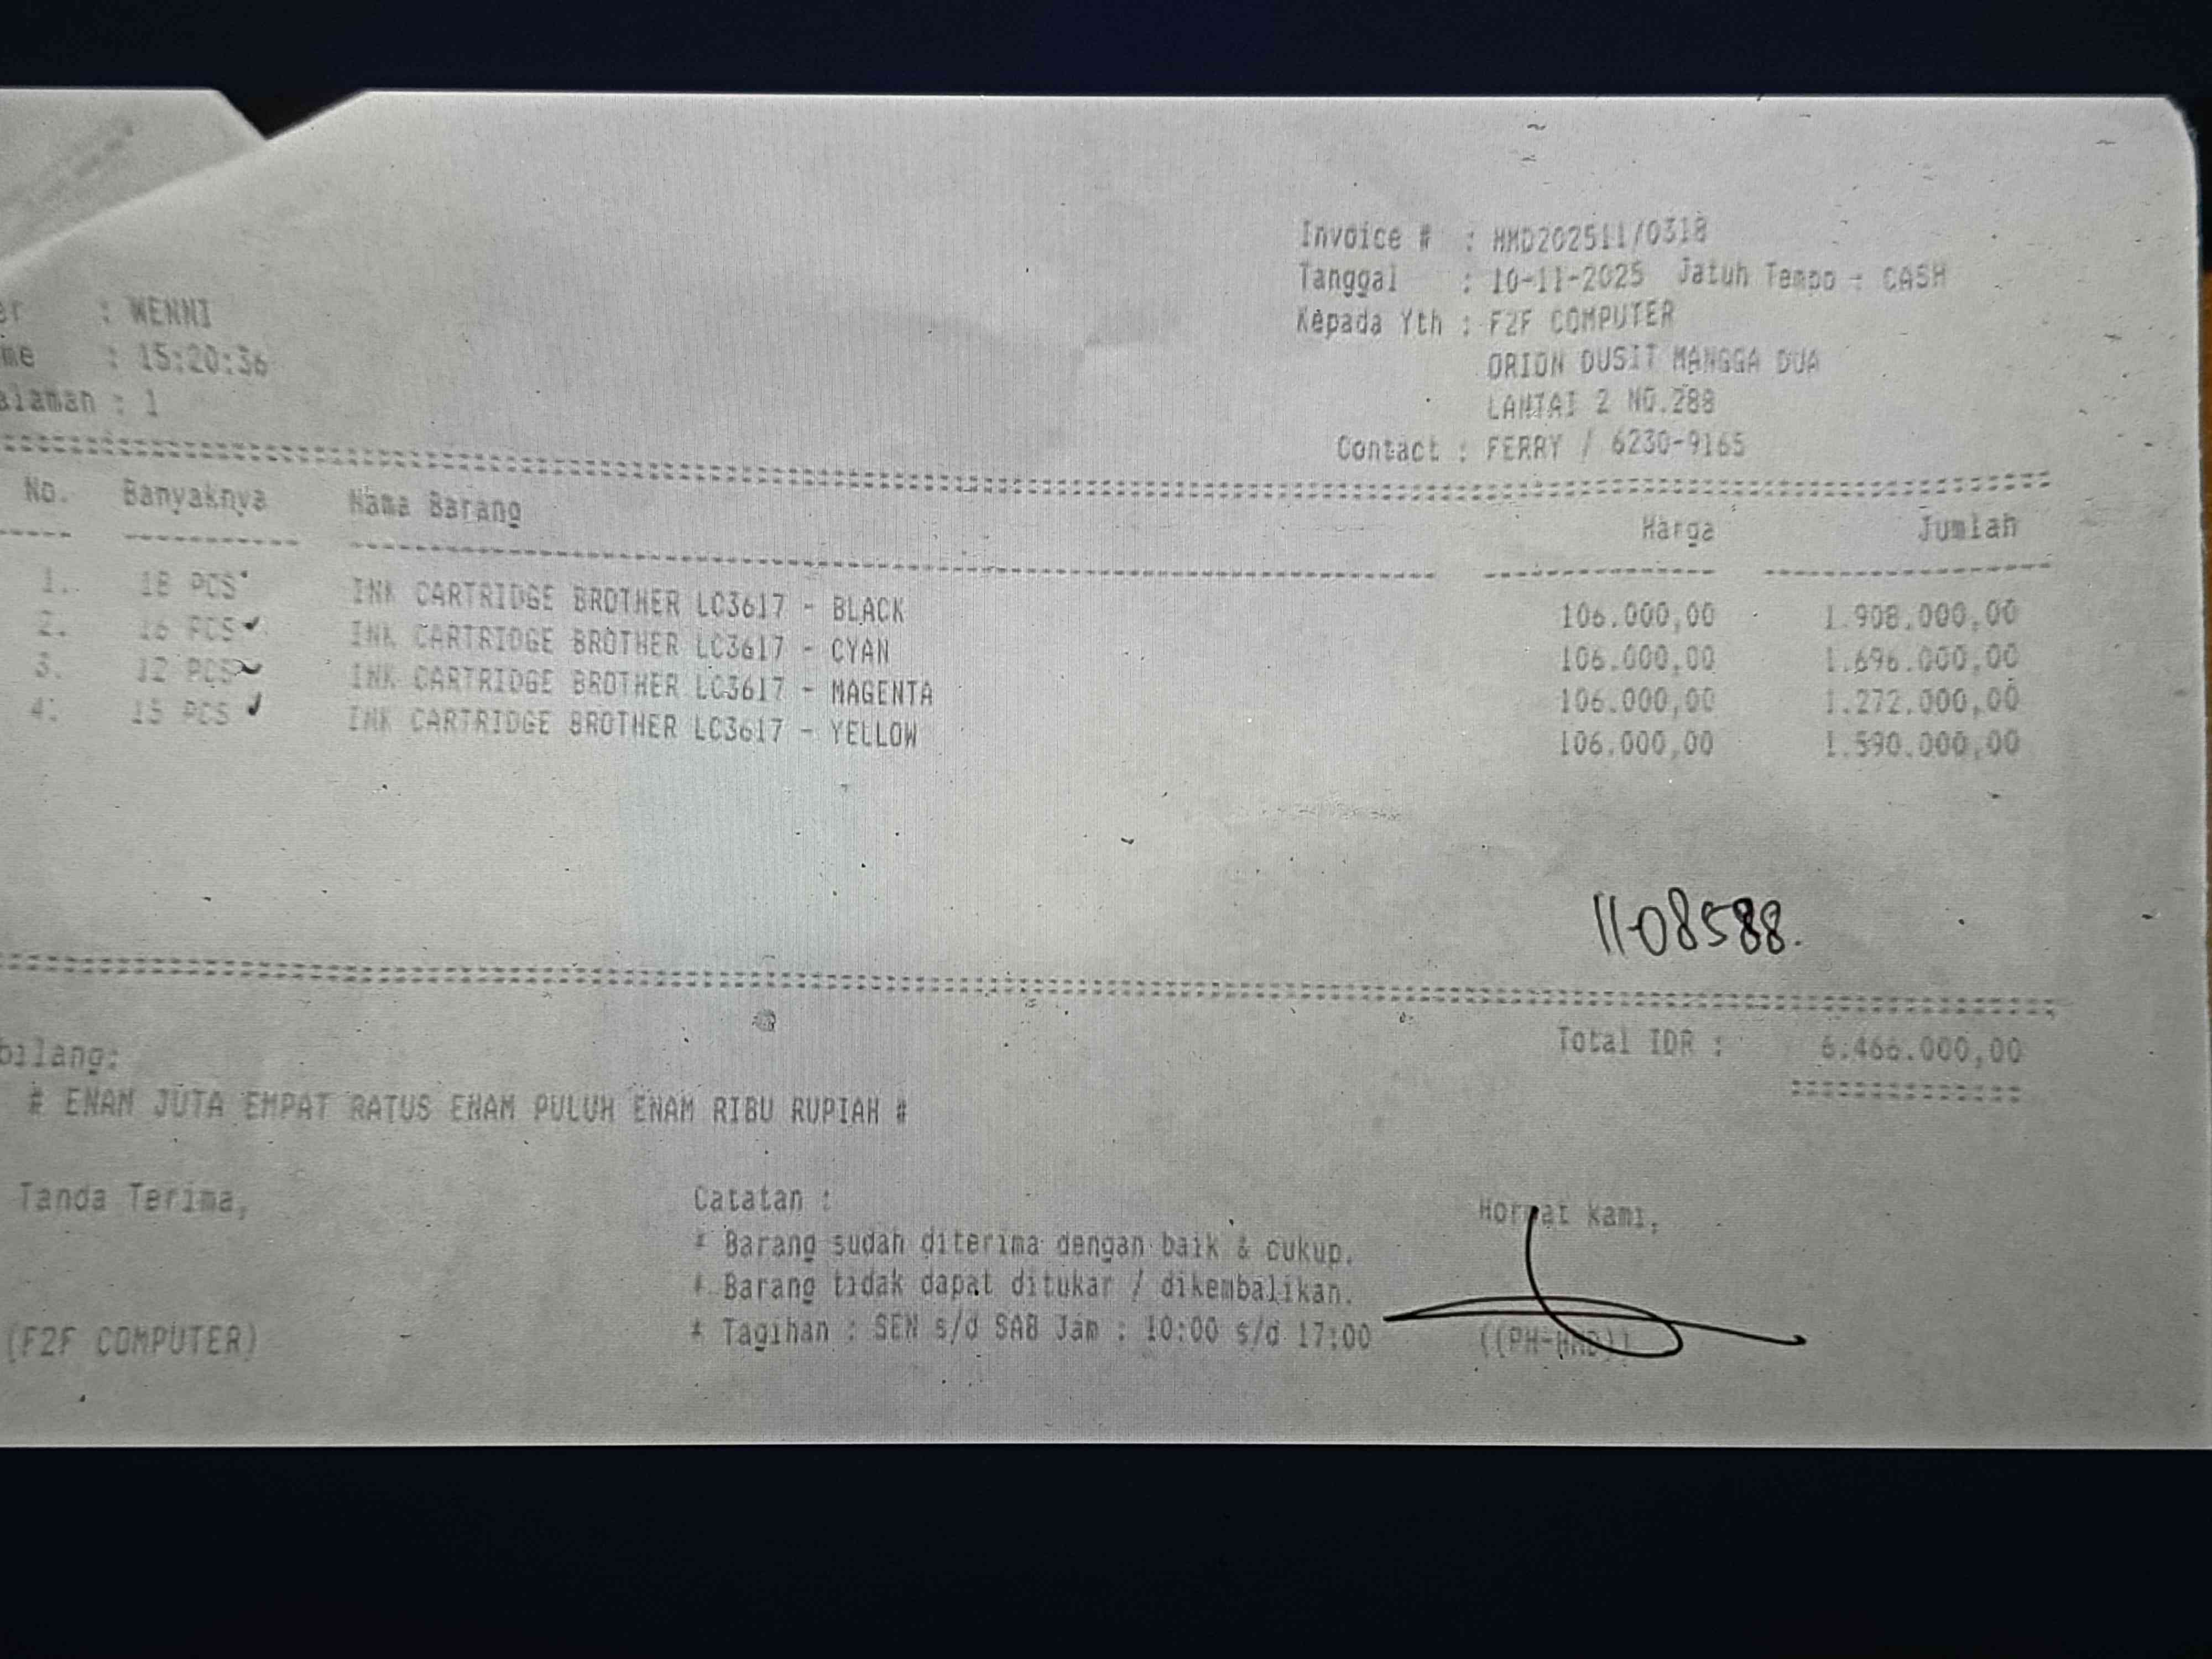 Invoice # : MMD202511/0318
Tanggal : 10-11-2025 Jatuh Tempo : CASH
Kepada Yth : F2F COMPUTER
ORION DUSIT MANGGA DUA
LANTAI 2 NO.288
Contact : FERRY / 6230-9165
er : WENNI
me : 15:20:36
alaman : 1
No. Banyaknya Nama Barang Harga Jumlah
1. 18 PCS INK CARTRIDGE BROTHER LC3617 - BLACK 106.000,00 1.908.000,00
2. 16 PCS INK CARTRIDGE BROTHER LC3617 - CYAN 106.000,00 1.696.000,00
3. 12 PCS INK CARTRIDGE BROTHER LC3617 - MAGENTA 106.000,00 1.272.000,00
4. 15 PCS INK CARTRIDGE BROTHER LC3617 - YELLOW 106.000,00 1.590.000,00
11-08588.
Total IDR : 6.466.000,00
bilang:
# ENAM JUTA EMPAT RATUS ENAM PULUH ENAM RIBU RUPIAH #
Tanda Terima,
(F2F COMPUTER)
Catatan :
* Barang sudah diterima dengan baik & cukup.
* Barang tidak dapat ditukar / dikembalikan.
* Tagihan : SEN s/d SAB Jam : 10:00 s/d 17:00
Hormat kami,